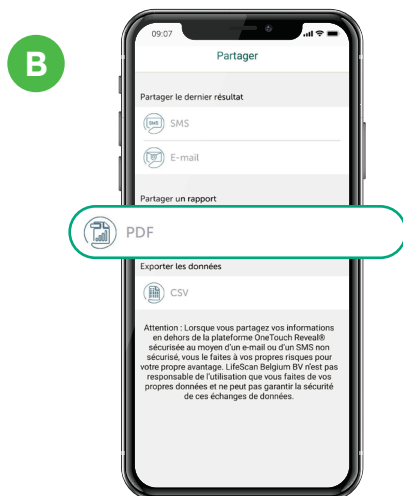 B
09:07
Partager
Partager le dernier résultat
SMS
SMS
E-mail
Partager un rapport
PDF
Exporter les données
CSV
Attention : Lorsque vous partagez vos informations
en dehors de la plateforme OneTouch Reveal®
sécurisée au moyen d'un e-mail ou d'un SMS non
sécurisé, vous le faites à vos propres risques pour
votre propre avantage. LifeScan Belgium BV n'est pas
responsable de l'utilisation que vous faites de vos
propres données et ne peut pas garantir la sécurité
de ces échanges de données.